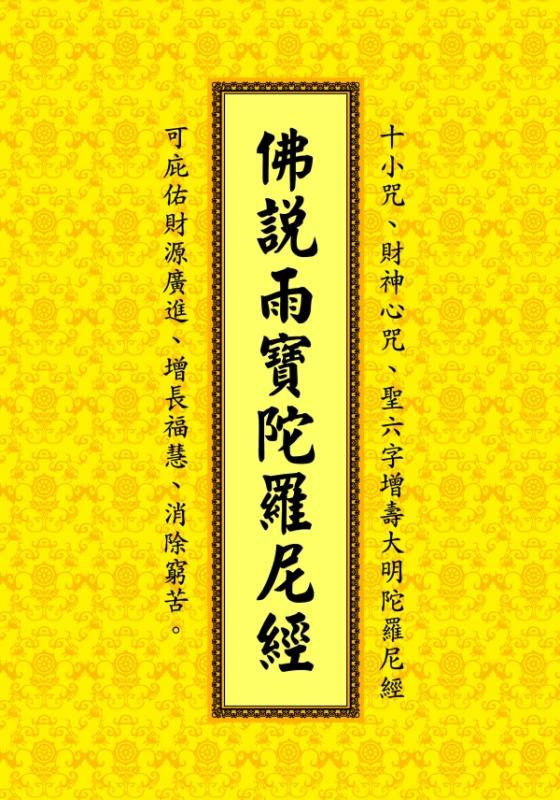 十小咒、財神心咒、聖六字增壽大明陀羅尼經
佛說雨寶陀羅尼經
可庇佑財源廣進、增長福慧、消除窮苦。